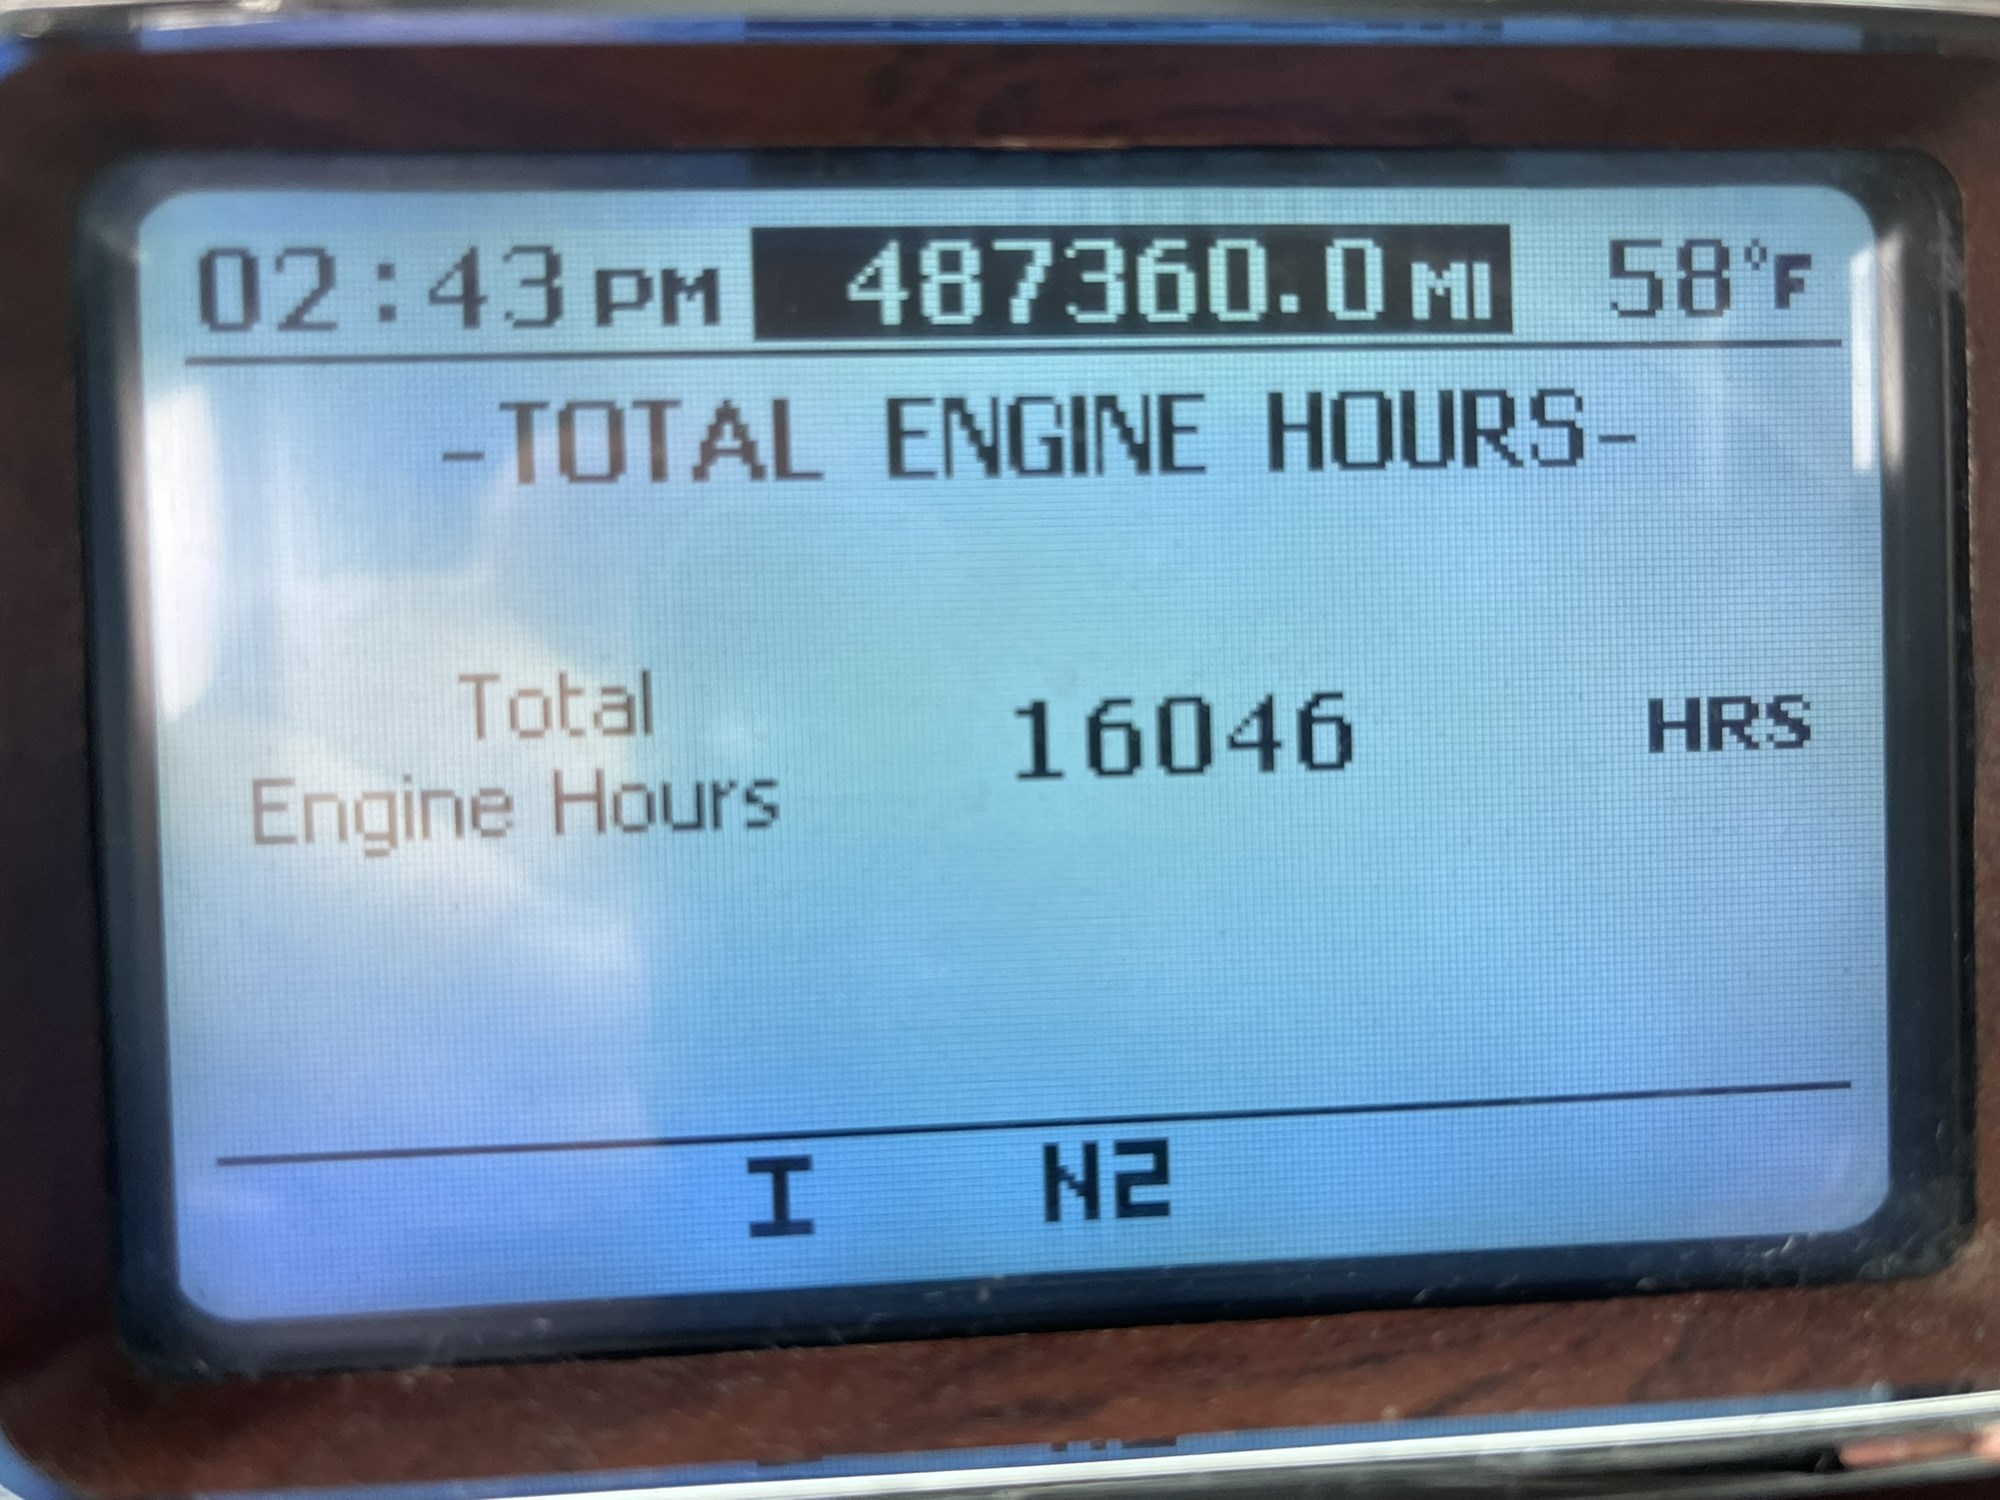 02:43 PM 487360.0 MI 58°F
-TOTAL ENGINE HOURS-
Total
Engine Hours 16046 HRS
I N2